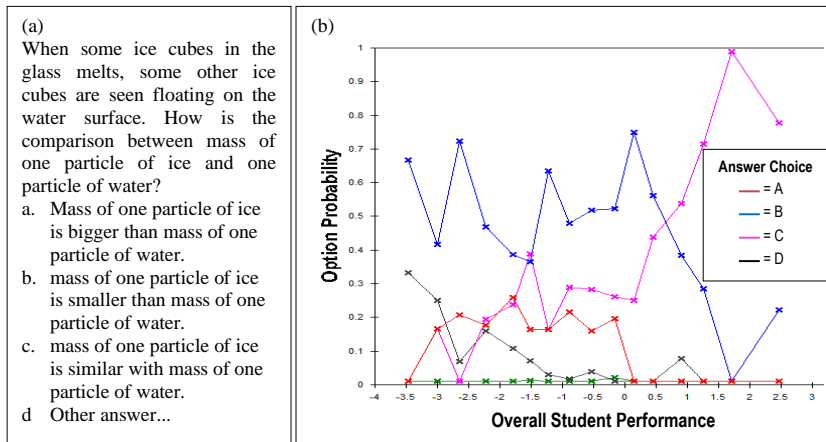 (a)
When some ice cubes in the
glass melts, some other ice
cubes are seen floating on the
water surface. How is the
comparison between mass of
one particle of ice and one
particle of water?
a. Mass of one particle of ice
is bigger than mass of one
particle of water.
b. mass of one particle of ice
is smaller than mass of one
particle of water.
c. mass of one particle of ice
is similar with mass of one
particle of water.
d Other answer...
(b)
Option Probability
1
0.9
0.8
0.7
0.6
0.5
0.4
0.3
0.2
0.1
0
-4 -3.5 -3 -2.5 -2 -1.5 -1 -0.5 0 0.5 1 1.5 2 2.5 3
Overall Student Performance
Answer Choice
= A
= B
= C
= D